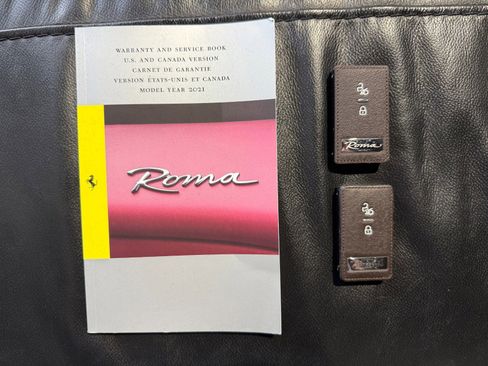 WARRANTY AND SERVICE BOOK
U.S. AND CANADA VERSION
CARNET DE GARANTIE
VERSION ÉTATS-UNIS ET CANADA
MODEL YEAR 2021
Roma
Roma